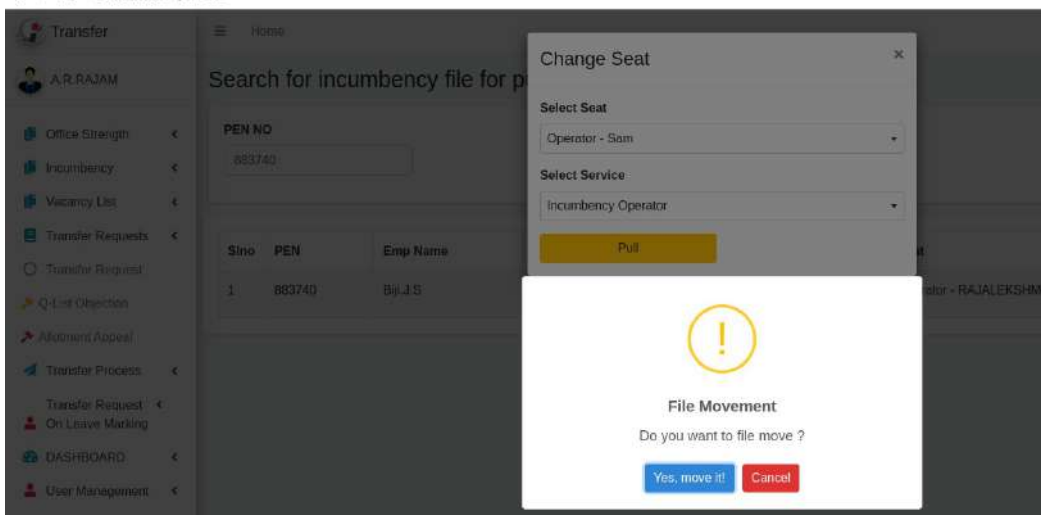 Transfer
Home
A.R.RAJAM
Search for incumbency file for p
Change Seat
×
Select Seat
PEN NO
Operator - Sam
883740
Select Service
Incumbency Operator
Office Strength
Incumbency
Vacancy List
Transfer Requests
Transfer Request
Q-List Objection
Allotment Appeal
Transfer Process
Transfer Request
On Leave Marking
DASHBOARD
User Management
Slno PEN Emp Name
Pull
1 883740 Biji.J.S
- RAJALEKSHM
!
File Movement
Do you want to file move ?
Yes, move it! Cancel